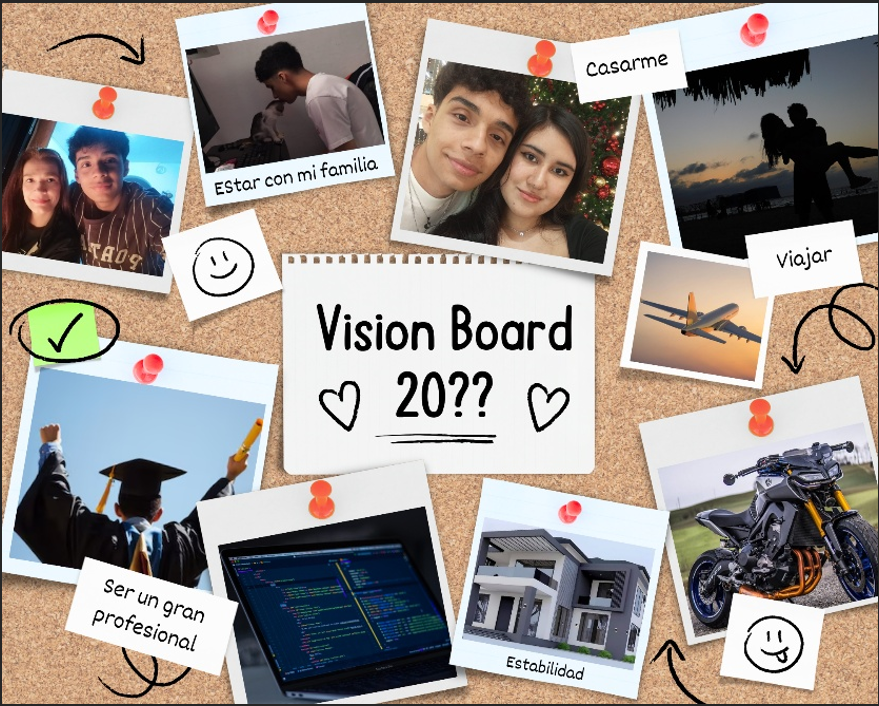 Casarme
Estar con mi familia
Viajar
Vision Board
20??
Ser un gran
profesional
Estabilidad